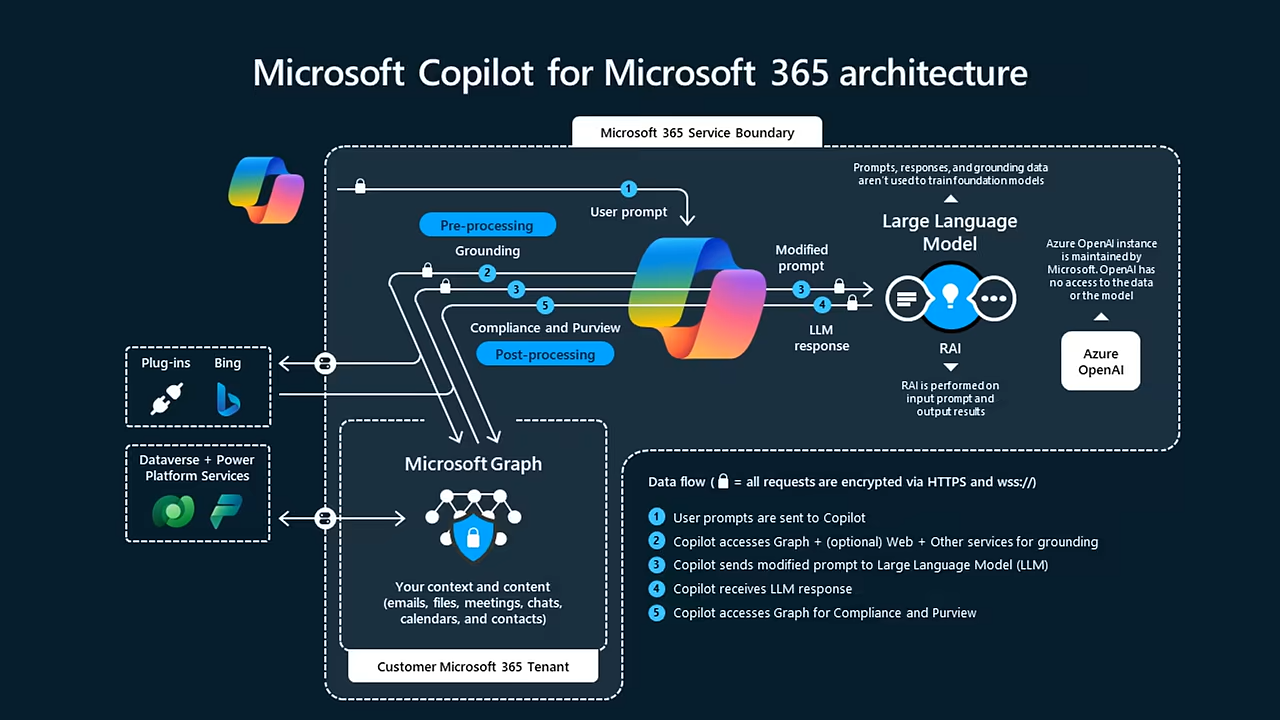 Microsoft Copilot for Microsoft 365 architecture
Microsoft 365 Service Boundary
Prompts, responses, and grounding data
aren't used to train foundation models
1
User prompt
Pre-processing
Grounding
2
3
5
Compliance and Purview
Post-processing
Modified
prompt
3
4
LLM
response
Large Language
Model
RAI
RAI is performed on
input prompt and
output results
Azure OpenAI instance
is maintained by
Microsoft. OpenAI has
no access to the data
or the model
Azure
OpenAI
Plug-ins
Bing
Dataverse + Power
Platform Services
Microsoft Graph
Your context and content
(emails, files, meetings, chats,
calendars, and contacts)
Customer Microsoft 365 Tenant
Data flow ( = all requests are encrypted via HTTPS and wss://)
1 User prompts are sent to Copilot
2 Copilot accesses Graph + (optional) Web + Other services for grounding
3 Copilot sends modified prompt to Large Language Model (LLM)
4 Copilot receives LLM response
5 Copilot accesses Graph for Compliance and Purview